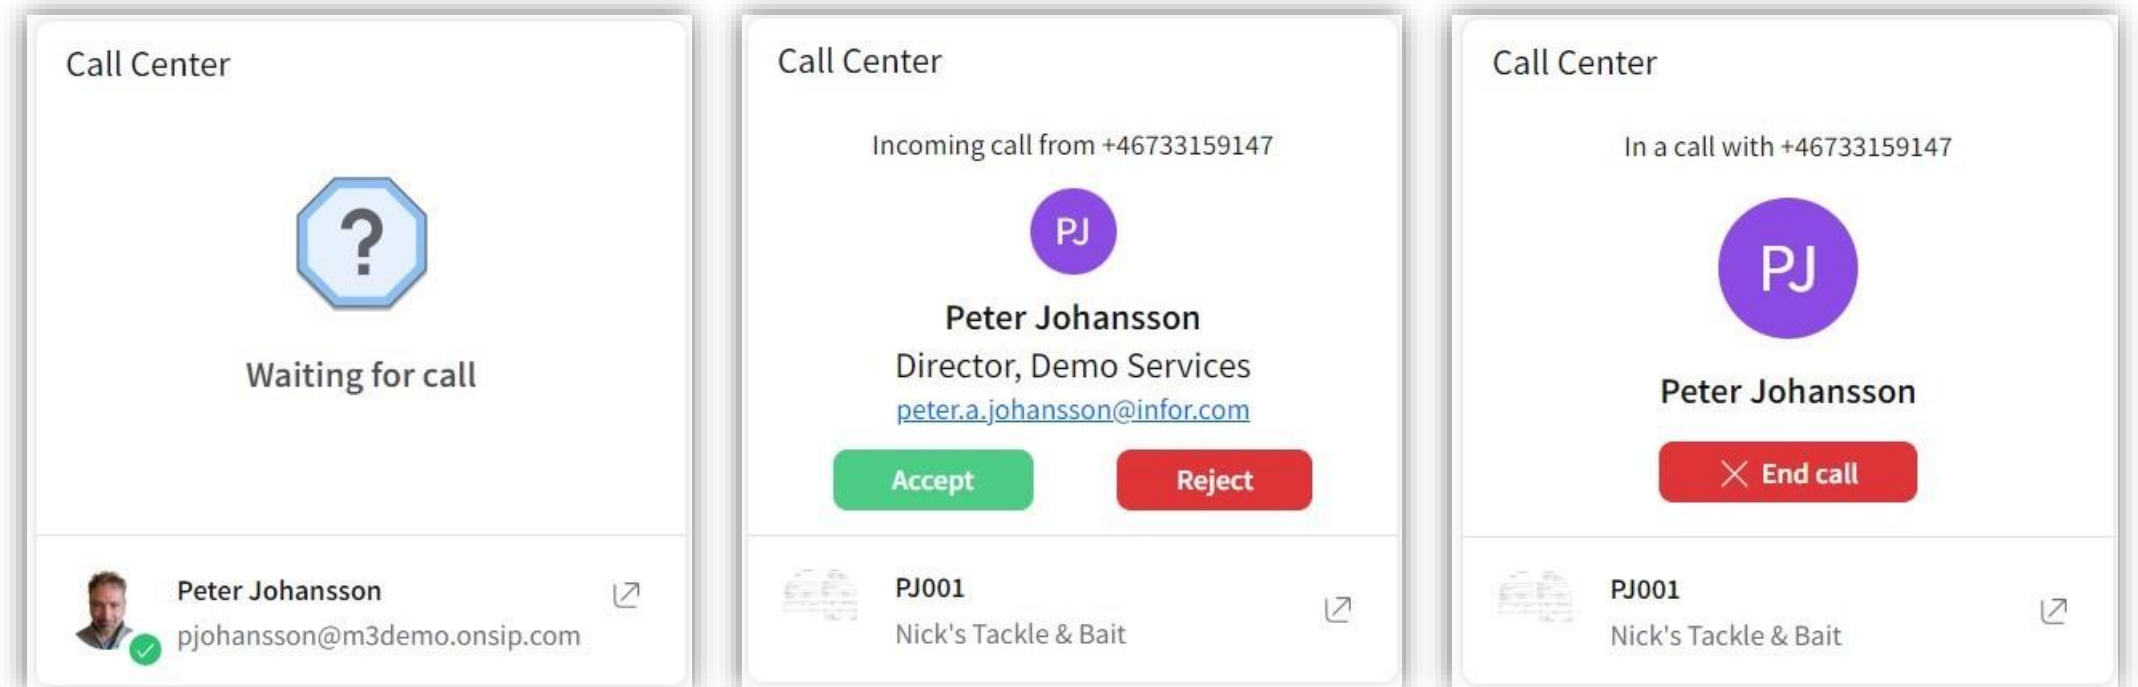 Call Center
?
Waiting for call
Peter Johansson
pjohansson@m3demo.onsip.com
Call Center
Incoming call from +46733159147
PJ
Peter Johansson
Director, Demo Services
peter.a.johansson@infor.com
Accept
Reject
PJ001
Nick's Tackle & Bait
Call Center
In a call with +46733159147
PJ
Peter Johansson
End call
PJ001
Nick's Tackle & Bait